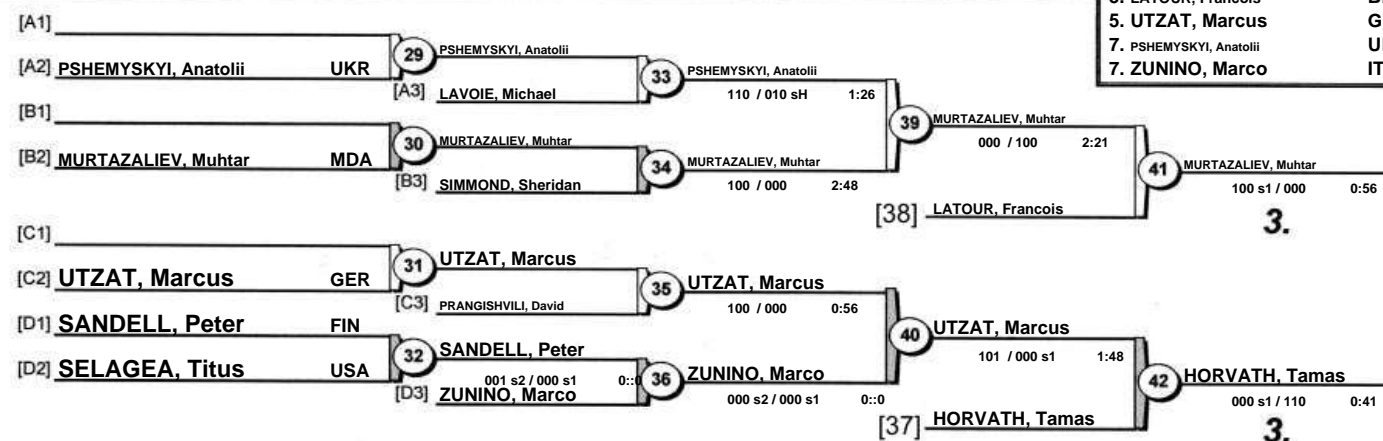 5. UTZAT, Marcus G
7. PSHEMYSKYI, Anatolii U
7. ZUNINO, Marco IT
[A1]
[A2] PSHEMYSKYI, Anatolii UKR
29
PSHEMYSKYI, Anatolii
[A3] LAVOIE, Michael
33
PSHEMYSKYI, Anatolii
110 / 010 sH 1:26
[B1]
[B2] MURTAZALIEV, Muhtar MDA
30
MURTAZALIEV, Muhtar
[B3] SIMMOND, Sheridan
34
MURTAZALIEV, Muhtar
100 / 000 2:48
39
MURTAZALIEV, Muhtar
000 / 100 2:21
[38] LATOUR, Francois
41
MURTAZALIEV, Muhtar
100 s1 / 000 0:56
3.
[C1]
[C2] UTZAT, Marcus GER
31
UTZAT, Marcus
[C3] PRANGISHVILI, David
35
UTZAT, Marcus
100 / 000 0:56
[D1] SANDELL, Peter FIN
[D2] SELAGEA, Titus USA
32
SANDELL, Peter
001 s2 / 000 s1 0::0
[D3] ZUNINO, Marco
36
ZUNINO, Marco
000 s2 / 000 s1 0::0
40
UTZAT, Marcus
101 / 000 s1 1:48
[37] HORVATH, Tamas
42
HORVATH, Tamas
000 s1 / 110 0:41
3.